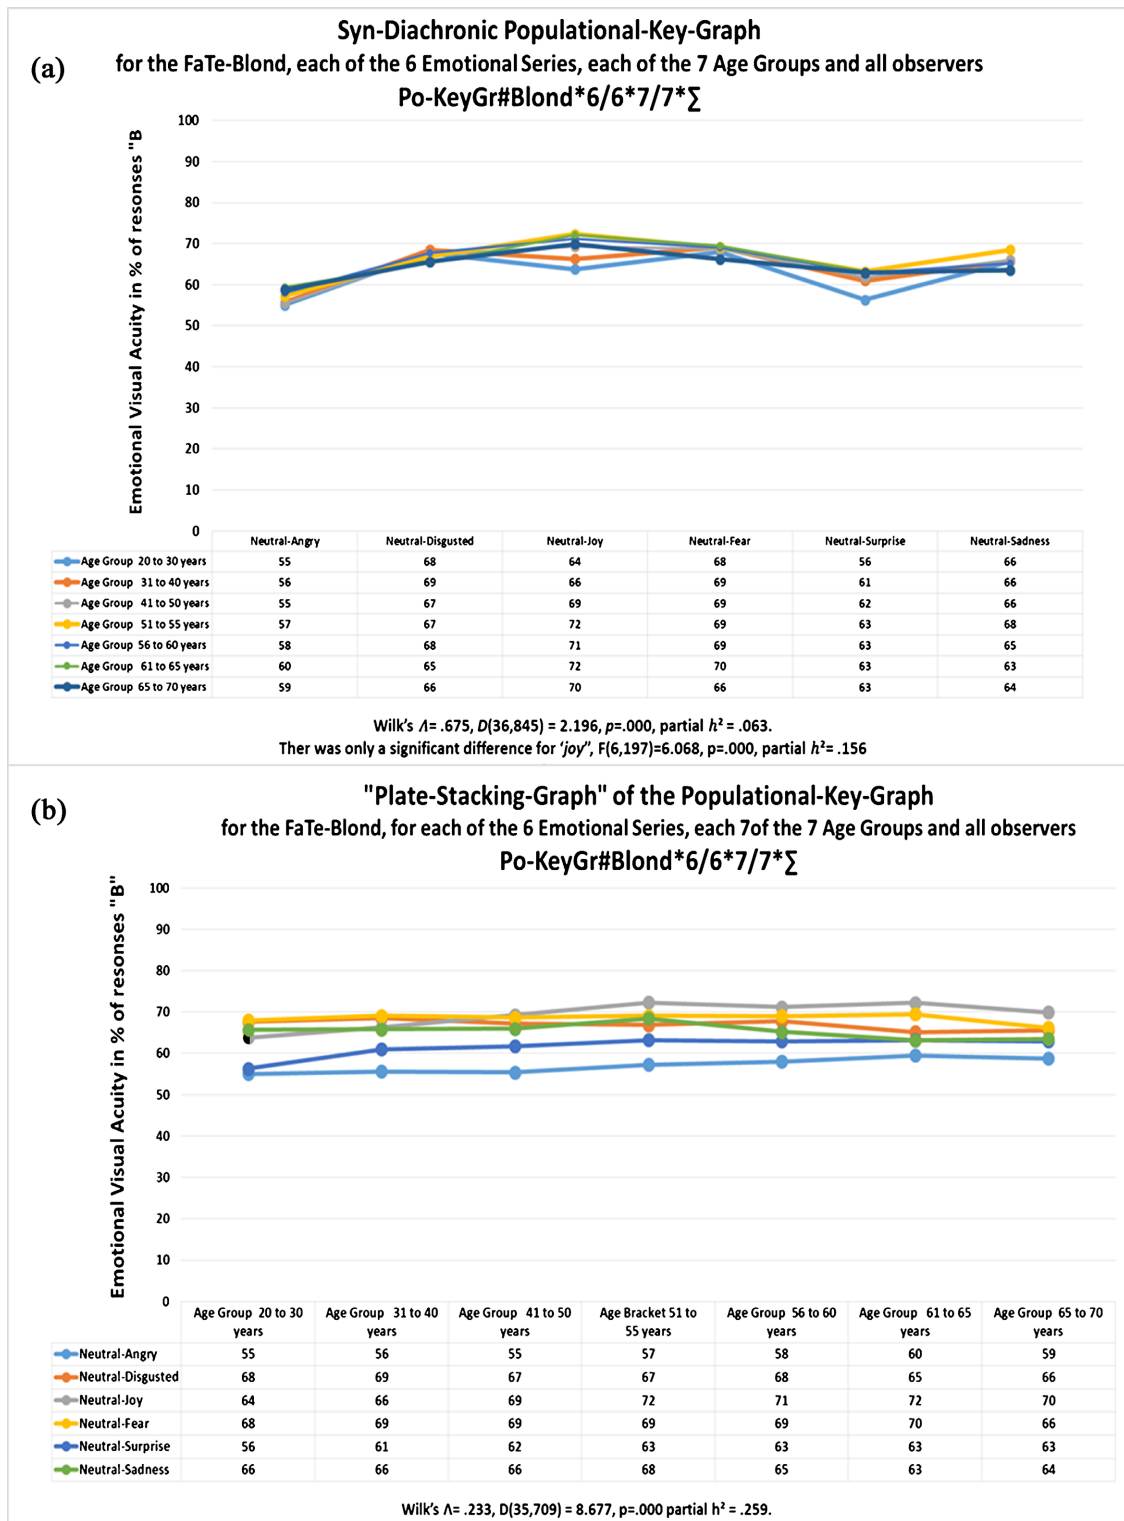 (a)
Syn-Diachronic Populational-Key-Graph
for the FaTe-Blond, each of the 6 Emotional Series, each of the 7 Age Groups and all observers
Po-KeyGr#Blond*6/6*7/7*∑
Emotional Visual Acuity in % of resonses "B
100
90
80
70
60
50
40
30
20
10
0
Neutral-Angry Neutral-Disgusted Neutral-Joy Neutral-Fear Neutral-Surprise Neutral-Sadness
Age Group 20 to 30 years 55 68 64 68 56 66
Age Group 31 to 40 years 56 69 66 69 61 66
Age Group 41 to 50 years 55 67 69 69 62 66
Age Group 51 to 55 years 57 67 72 69 63 68
Age Group 56 to 60 years 58 68 71 69 63 65
Age Group 61 to 65 years 60 65 72 70 63 63
Age Group 65 to 70 years 59 66 70 66 63 64
Wilk's Λ= .675, D(36,845) = 2.196, p=.000, partial h² = .063.
Ther was only a significant difference for 'joy", F(6,197)=6.068, p=.000, partial h²= .156
(b)
"Plate-Stacking-Graph" of the Populational-Key-Graph
for the FaTe-Blond, for each of the 6 Emotional Series, each 7of the 7 Age Groups and all observers
Po-KeyGr#Blond*6/6*7/7*∑
Emotional Visual Acuity in % of resonses "B"
100
90
80
70
60
50
40
30
20
10
0
Age Group 20 to 30 Age Group 31 to 40 Age Group 41 to 50 Age Bracket 51 to Age Group 56 to 60 Age Group 61 to 65 Age Group 65 to 70
years years years 55 years years years years
Neutral-Angry 55 56 55 57 58 60 59
Neutral-Disgusted 68 69 67 67 68 65 66
Neutral-Joy 64 66 69 72 71 72 70
Neutral-Fear 68 69 69 69 69 70 66
Neutral-Surprise 56 61 62 63 63 63 63
Neutral-Sadness 66 66 66 68 65 63 64
Wilk's Λ= .233, D(35,709) = 8.677, p=.000 partial h² = .259.